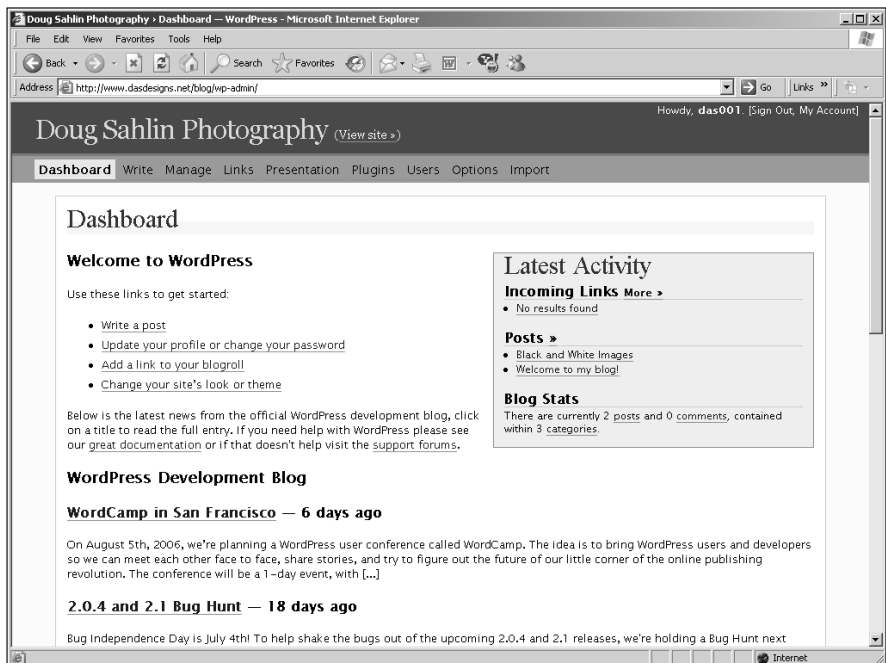 Doug Sahlin Photography › Dashboard — WordPress - Microsoft Internet Explorer
File Edit View Favorites Tools Help
Back Search Favorites
Address http://www.dasdesigns.net/blog/wp-admin/ Go Links »
Howdy, das001. [Sign Out, My Account]
Doug Sahlin Photography (View site »)
Dashboard Write Manage Links Presentation Plugins Users Options Import
Dashboard
Welcome to WordPress
Use these links to get started:
• Write a post
• Update your profile or change your password
• Add a link to your blogroll
• Change your site's look or theme
Below is the latest news from the official WordPress development blog, click
on a title to read the full entry. If you need help with WordPress please see
our great documentation or if that doesn't help visit the support forums.
Latest Activity
Incoming Links More »
• No results found
Posts »
• Black and White Images
• Welcome to my blog!
Blog Stats
There are currently 2 posts and 0 comments, contained
within 3 categories.
WordPress Development Blog
WordCamp in San Francisco — 6 days ago
On August 5th, 2006, we're planning a WordPress user conference called WordCamp. The idea is to bring WordPress users and developers
so we can meet each other face to face, share stories, and try to figure out the future of our little corner of the online publishing
revolution. The conference will be a 1-day event, with [...]
2.0.4 and 2.1 Bug Hunt — 18 days ago
Bug Independence Day is July 4th! To help shake the bugs out of the upcoming 2.0.4 and 2.1 releases, we're holding a Bug Hunt next
Internet